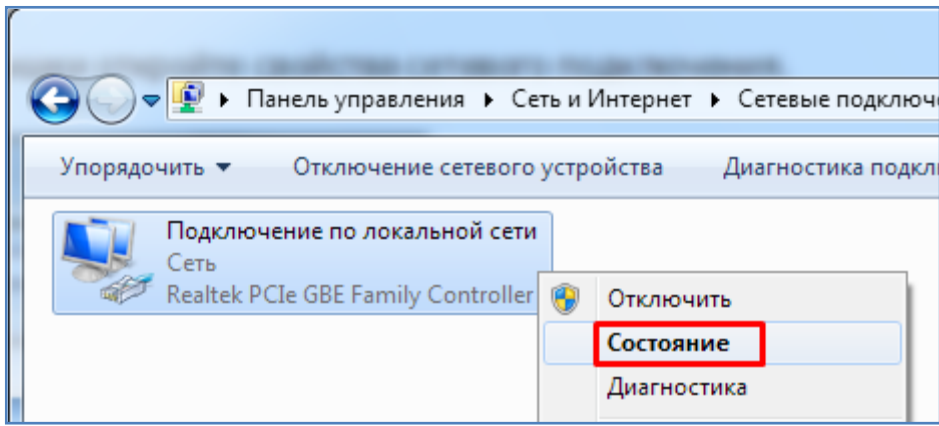 Панель управления Сеть и Интернет Сетевые подключ
Упорядочить Отключение сетевого устройства Диагностика подкл
Подключение по локальной сети
Сеть
Realtek PCIe GBE Family Controller
Отключить
Состояние
Диагностика